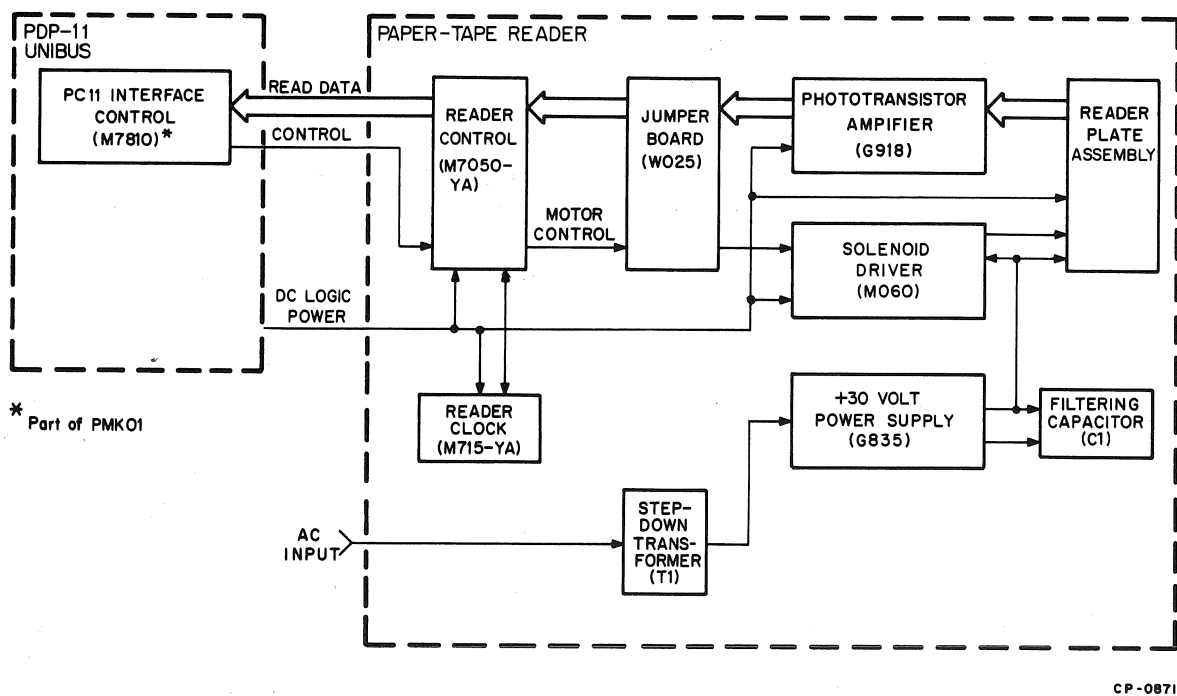 PDP-11
UNIBUS
PC11 INTERFACE
CONTROL
(M7810)*
READ DATA
CONTROL
DC LOGIC
POWER
* Part of PMK01
PAPER-TAPE READER
READER
CONTROL
(M7050-
YA)
MOTOR
CONTROL
JUMPER
BOARD
(W025)
PHOTOTRANSISTOR
AMPIFIER
(G918)
READER
PLATE
ASSEMBLY
SOLENOID
DRIVER
(M060)
READER
CLOCK
(M715-YA)
+30 VOLT
POWER SUPPLY
(G835)
FILTERING
CAPACITOR
(C1)
AC
INPUT
STEP-
DOWN
TRANS-
FORMER
(T1)
CP-0871